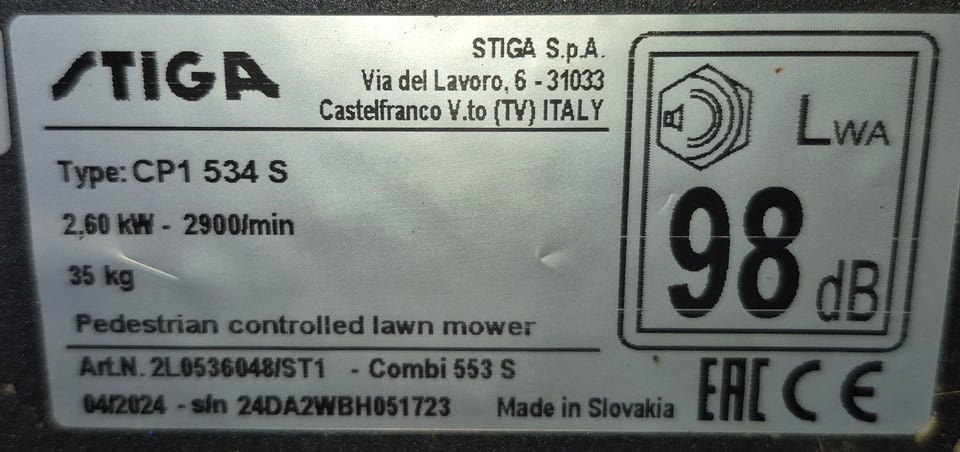 STIGA
STIGA S.p.A.
Via del Lavoro, 6 - 31033
Castelfranco V.to (TV) ITALY
Type: CP1 534 S
2,60 kW - 2900/min
35 kg
Pedestrian controlled lawn mower
Art.N. 2L0536048/ST1 - Combi 553 S
04/2024 - s/n 24DA2WBH051723 Made in Slovakia
LWA
98 dB
EAC CE